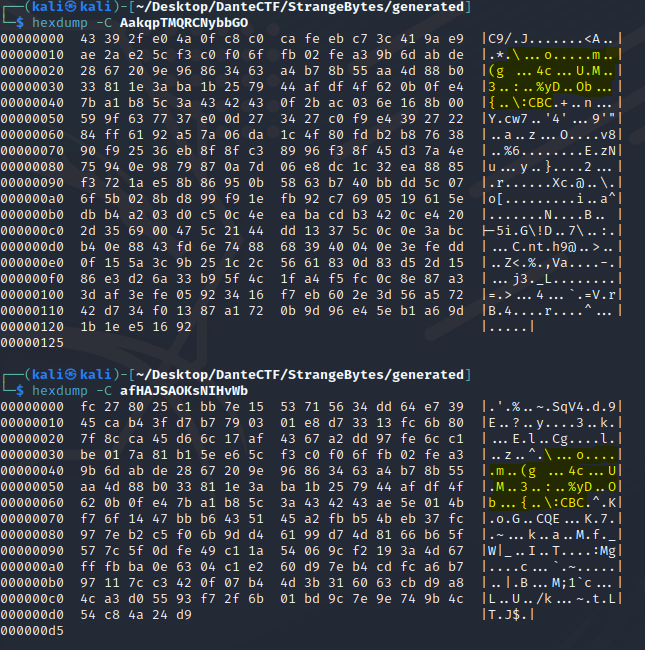 ┌──(kali㉿kali)-[~/Desktop/DanteCTF/StrangeBytes/generated]
└─$ hexdump -C AakqpTMQRCNybbGO
00000000  43 39 2f e0 4a 0f c8 c0  ca fe eb c7 3c 41 9a e9  |C9/.J.......<A..|
00000010  ae 2a e2 5c f3 c0 f6 6f  fb 02 fe a3 9b 6d ab de  |.*.\...o.....m..|
00000020  28 67 20 9e 96 86 34 63  a4 b7 8b 55 aa 4d 88 b0  |(g ...4c...U.M..|
00000030  33 81 1e 3a ba 1b 25 79  44 af df 4f 62 0b 0f e4  |3..:..%yD..Ob...|
00000040  7b a1 b8 5c 3a 43 42 43  0f 2b ac 03 6e 16 8b 00  |{..\:CBC.+..n...|
00000050  59 9f 63 77 37 e0 0d 27  34 27 c0 f9 e4 39 27 22  |Y.cw7..'4'...9'"|
00000060  84 ff 61 92 a5 7a 06 da  1c 4f 80 fd b2 b8 76 38  |..a..z...O....v8|
00000070  90 f9 25 36 eb 8f 8f c3  89 96 f3 8f 45 d3 7a 4e  |..%6........E.zN|
00000080  75 94 0e 98 79 87 0a 7d  06 e8 dc 1c 32 ea 88 85  |u...y..}....2...|
00000090  f3 72 1a e5 8b 86 95 0b  58 63 b7 40 bb dd 5c 07  |.r......Xc.@..\.|
000000a0  6f 5b 02 8b d8 99 f9 1e  fb 92 c7 69 05 19 61 5e  |o[.........i..a^|
000000b0  db b4 a2 03 d0 c5 0c 4e  ea ba cd b3 42 0c e4 20  |.......N....B.. |
000000c0  2d 35 69 00 47 5c 21 44  dd 13 37 5c 0c 0e 3a bc  |-5i.G\!D..7\..:.|
000000d0  b4 0e 88 43 fd 6e 74 88  68 39 40 04 0e 3e fe dd  |...C.nt.h9@..>..|
000000e0  0f 15 5a 3c 9b 25 1c 2c  56 61 83 0d 83 d5 2d 15  |..Z<.%.,Va....-.|
000000f0  86 e3 d2 6a 33 b9 5f 4c  1f a4 f5 fc 0c 8e 87 a3  |...j3._L........|
00000100  3d af 3e fe 05 92 34 16  f7 eb 60 2e 3d 56 a5 72  |=.>...4...`.=V.r|
00000110  42 d7 34 f0 13 87 a1 72  0b 9d 96 e4 5e b1 a6 9d  |B.4....r....^...|
00000120  1b 1e e5 16 92  |.....|
00000125
┌──(kali㉿kali)-[~/Desktop/DanteCTF/StrangeBytes/generated]
└─$ hexdump -C afHAJSAOKsNIHvWb
00000000  fc 27 80 25 c1 bb 7e 15  53 71 56 34 dd 64 e7 39  |.'.%..~.SqV4.d.9|
00000010  45 ca b4 3f d7 b7 79 03  01 e8 d7 33 13 fc 6b 80  |E..?..y....3..k.|
00000020  7f 8c ca 45 d6 6c 17 af  43 67 a2 dd 97 fe 6c c1  |...E.l..Cg....l.|
00000030  be 01 7a 81 b1 5e e6 5c  f3 c0 f6 6f fb 02 fe a3  |..z..^.\...o....|
00000040  9b 6d ab de 28 67 20 9e  96 86 34 63 a4 b7 8b 55  |.m..(g ...4c...U|
00000050  aa 4d 88 b0 33 81 1e 3a  ba 1b 25 79 44 af df 4f  |.M..3..:..%yD..O|
00000060  62 0b 0f e4 7b a1 b8 5c  3a 43 42 43 ae 5e 01 4b  |b...{..\:CBC.^.K|
00000070  f7 6f 14 47 bb b6 43 51  45 a2 fb b5 4b eb 37 fc  |.o.G..CQE...K.7.|
00000080  97 7e b2 c5 f0 6b 9d d4  61 99 d7 4d 81 66 b6 5f  |.~...k..a..M.f._|
00000090  57 7c 5f 0d fe 49 c1 1a  54 06 9c f2 19 3a 4d 67  |W|_..I..T....:Mg|
000000a0  ff fb ba 0e 63 04 c1 e2  60 d9 7e b4 cd fc a6 b7  |....c...`.~.....|
000000b0  97 11 7c c3 42 0f 07 b4  4d 3b 31 60 63 cb d9 a8  |..|.B...M;1`c...|
000000c0  4c a3 d0 55 93 f7 2f 6b  01 bd 9c 7e 9e 74 9b 4c  |L..U../k...~.t.L|
000000d0  54 c8 4a 24 d9  |T.J$.|
000000d5